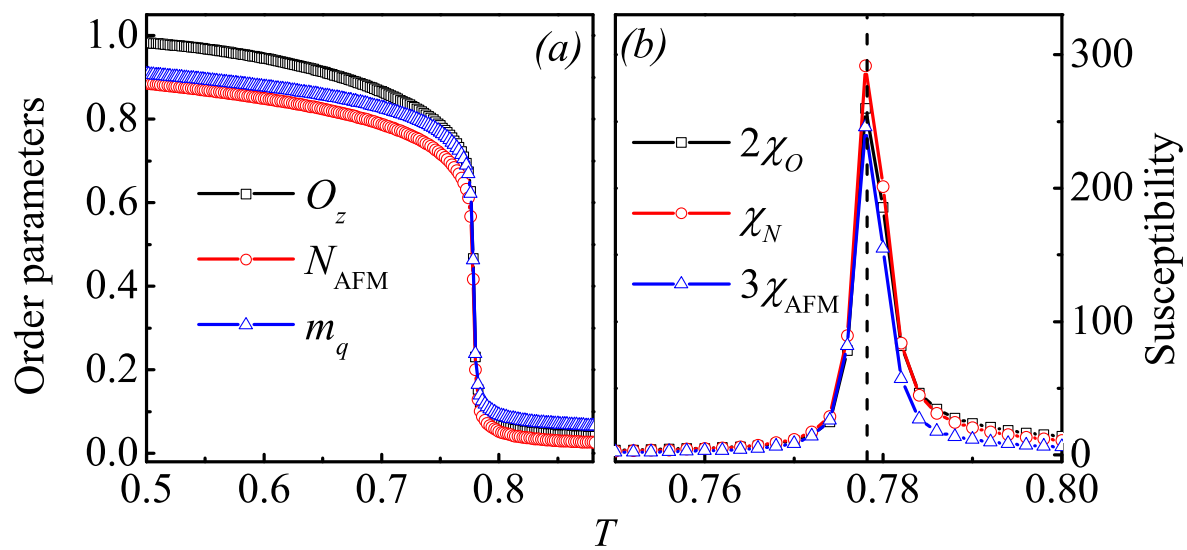 Order parameters
1.0
0.8
0.6
0.4
0.2
0.0
(a)
O_z
N_AFM
m_q
0.5
0.6
0.7
0.8
(b)
2χ_O
χ_N
3χ_AFM
300
200
100
0
Susceptibility
0.76
0.78
0.80
T